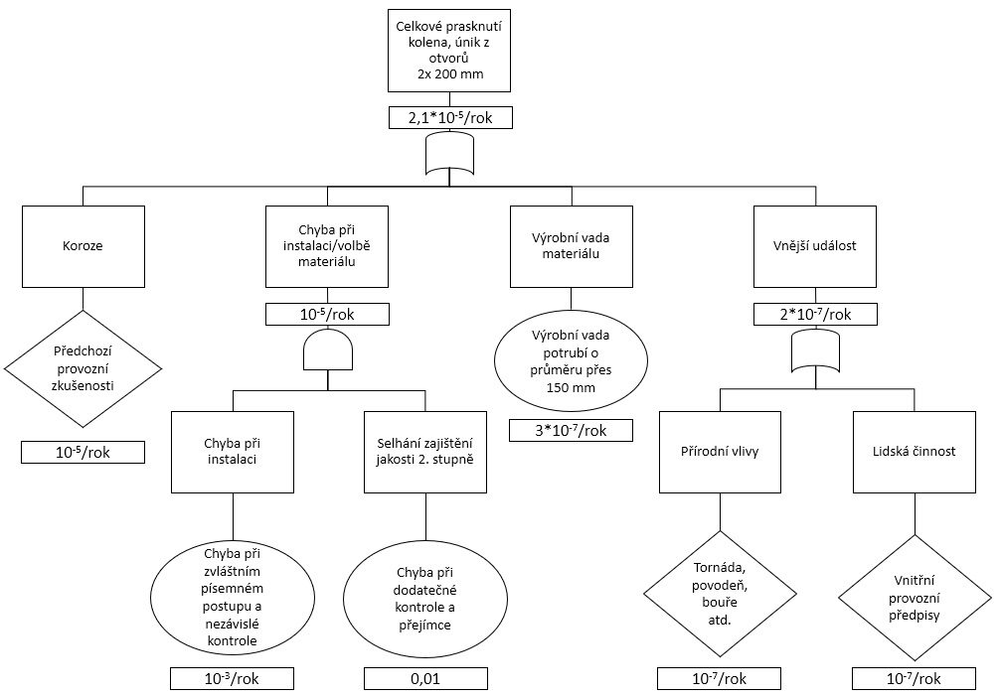 Celkové prasknutí
kolena, únik z
otvorů
2x 200 mm
2,1*10⁻⁵/rok
Koroze
Chyba při
instalaci/volbě
materiálu
Výrobní vada
materiálu
Vnější událost
10⁻⁵/rok
2*10⁻⁷/rok
Předchozí
provozní
zkušenosti
10⁻⁵/rok
Výrobní vada
potrubí o
průměru přes
150 mm
3*10⁻⁷/rok
Chyba při
instalaci
Selhání zajištění
jakosti 2. stupně
Přírodní vlivy
Lidská činnost
Chyba při
zvláštním
písemném
postupu a
nezávislé
kontrole
Chyba při
dodatečné
kontrole a
přejímce
Tornáda,
povodeň,
bouře
atd.
Vnitřní
provozní
předpisy
10⁻³/rok
0,01
10⁻⁷/rok
10⁻⁷/rok